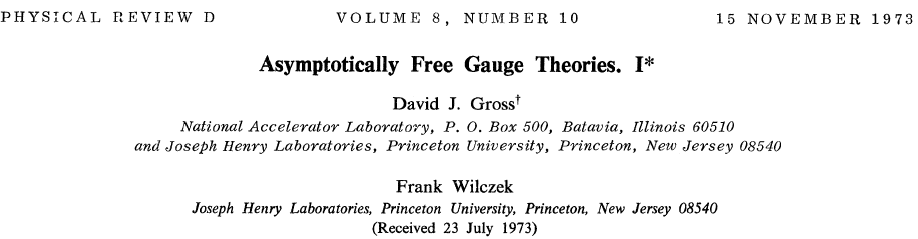 PHYSICAL REVIEW D VOLUME 8, NUMBER 10 15 NOVEMBER 1973
Asymptotically Free Gauge Theories. I*
David J. Gross†
National Accelerator Laboratory, P. O. Box 500, Batavia, Illinois 60510
and Joseph Henry Laboratories, Princeton University, Princeton, New Jersey 08540
Frank Wilczek
Joseph Henry Laboratories, Princeton University, Princeton, New Jersey 08540
(Received 23 July 1973)